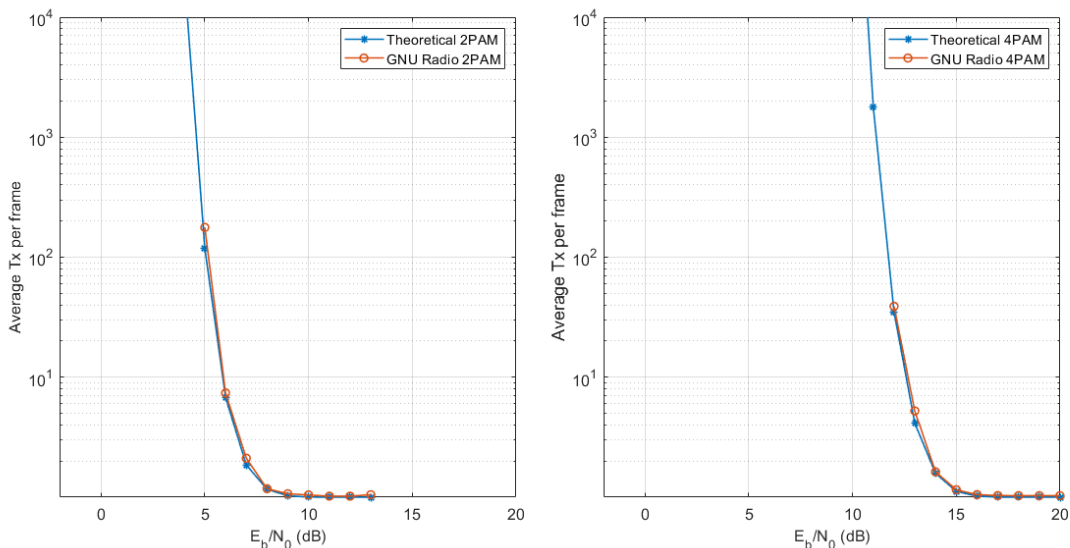 10^4
10^3
10^2
10^1
Average Tx per frame
Theoretical 2PAM
GNU Radio 2PAM
0 5 10 15 20
E_b/N_0 (dB)
10^4
10^3
10^2
10^1
Average Tx per frame
Theoretical 4PAM
GNU Radio 4PAM
0 5 10 15 20
E_b/N_0 (dB)